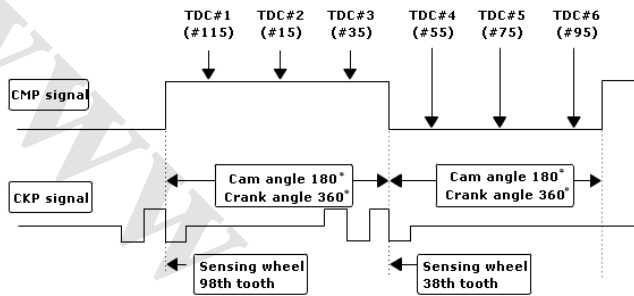 TDC#1 TDC#2 TDC#3 TDC#4 TDC#5 TDC#6
(#115) (#15) (#35) (#55) (#75) (#95)
CMP signal
Cam angle 180° Cam angle 180°
Crank angle 360° Crank angle 360°
CKP signal
Sensing wheel Sensing wheel
98th tooth 38th tooth
WWW